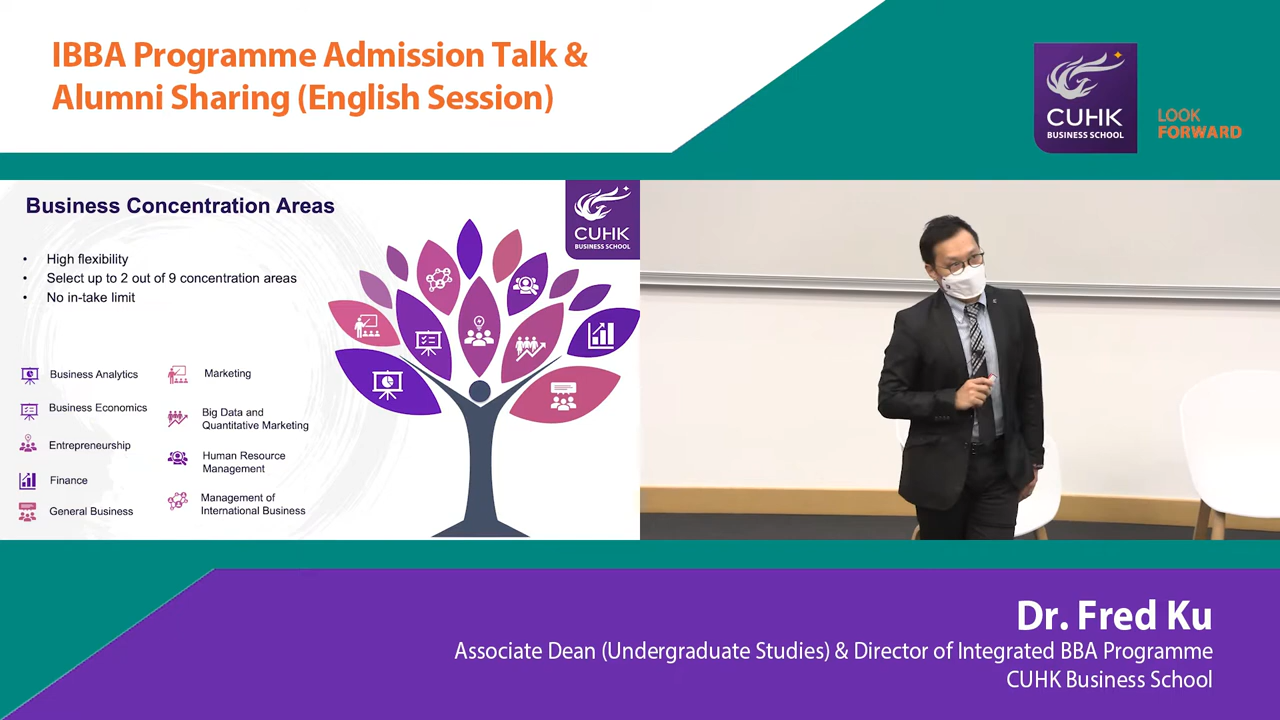 IBBA Programme Admission Talk &
Alumni Sharing (English Session)
CUHK
BUSINESS SCHOOL
LOOK
FORWARD
Business Concentration Areas
CUHK
BUSINESS SCHOOL
• High flexibility
• Select up to 2 out of 9 concentration areas
• No in-take limit
Business Analytics
Business Economics
Entrepreneurship
Finance
General Business
Marketing
Big Data and
Quantitative Marketing
Human Resource
Management
Management of
International Business
Dr. Fred Ku
Associate Dean (Undergraduate Studies) & Director of Integrated BBA Programme
CUHK Business School